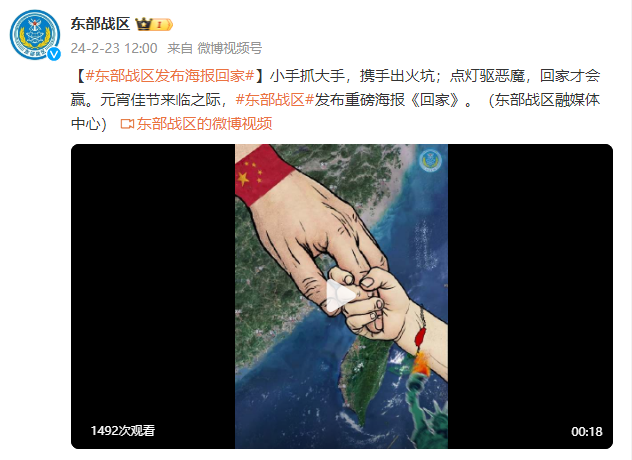 东部战区 I
24-2-23 12:00 来自 微博视频号
【#东部战区发布海报回家#】小手抓大手，携手出火坑；点灯驱恶魔，回家才会
赢。元宵佳节来临之际，#东部战区#发布重磅海报《回家》。（东部战区融媒体
中心） 东部战区的微博视频
1492次观看
00:18